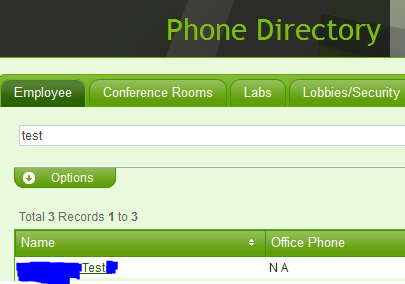 Phone Directory
Employee Conference Rooms Labs Lobbies/Security
test
Options
Total 3 Records 1 to 3
Name Office Phone
Test N A